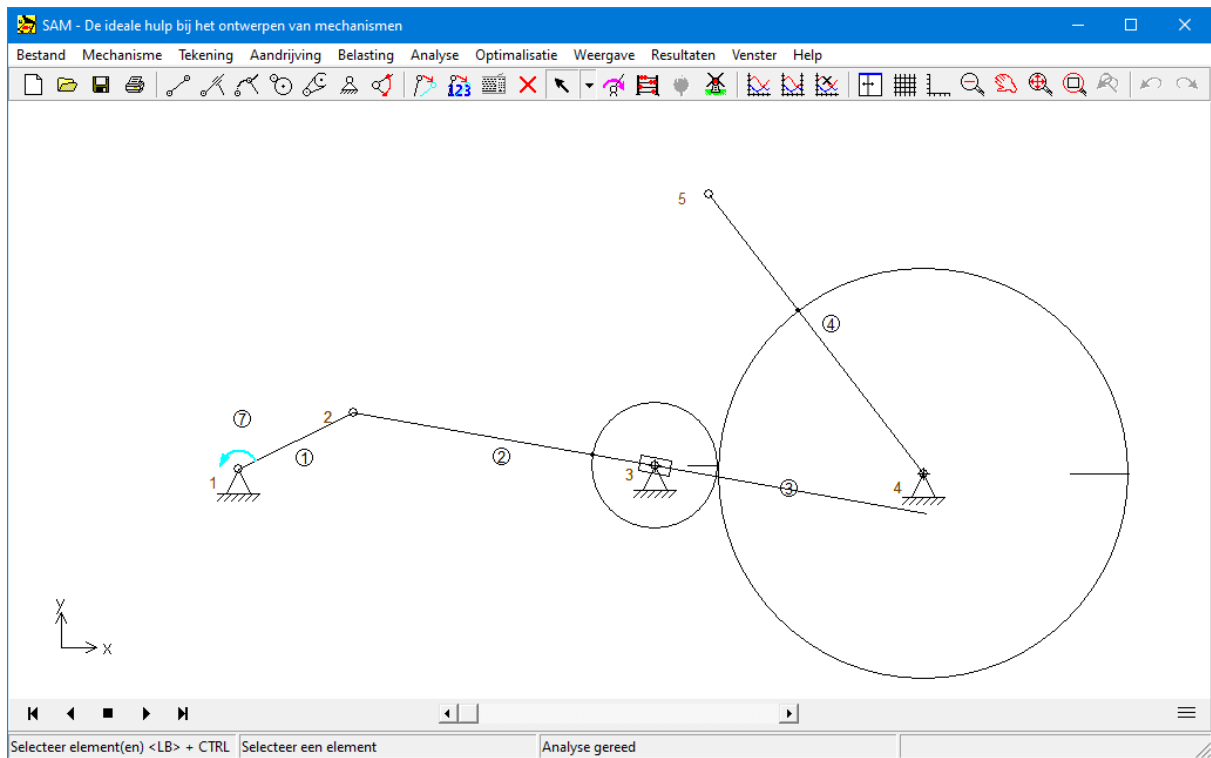 SAM - De ideale hulp bij het ontwerpen van mechanismen
Bestand Mechanisme Tekening Aandrijving Belasting Analyse Optimalisatie Weergave Resultaten Venster Help
123
5
4
7
2
1
2
3
3
4
1
y
x
Selecteer element(en) <LB> + CTRL Selecteer een element Analyse gereed